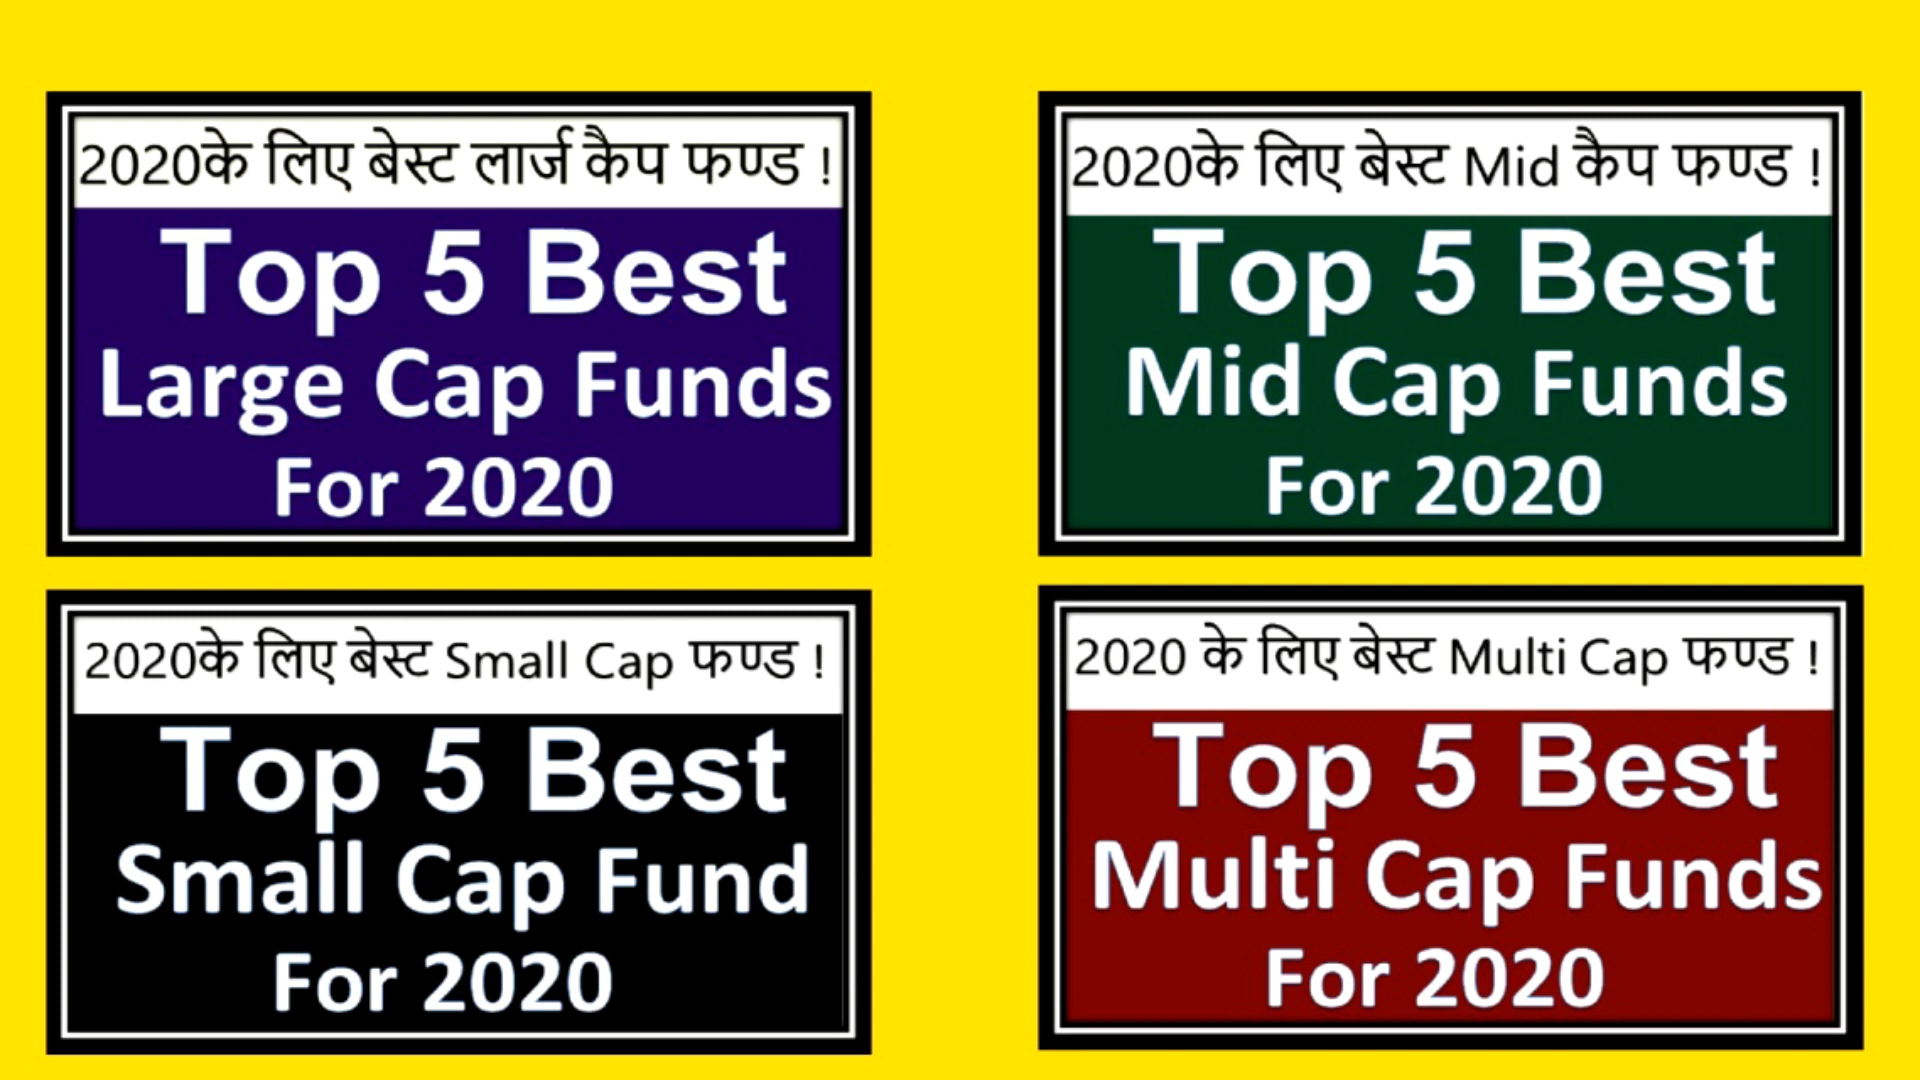 2020के लिए बेस्ट लार्ज कैप फण्ड !
Top 5 Best
Large Cap Funds
For 2020
2020के लिए बेस्ट Mid कैप फण्ड !
Top 5 Best
Mid Cap Funds
For 2020
2020के लिए बेस्ट Small Cap फण्ड !
Top 5 Best
Small Cap Fund
For 2020
2020 के लिए बेस्ट Multi Cap फण्ड !
Top 5 Best
Multi Cap Funds
For 2020